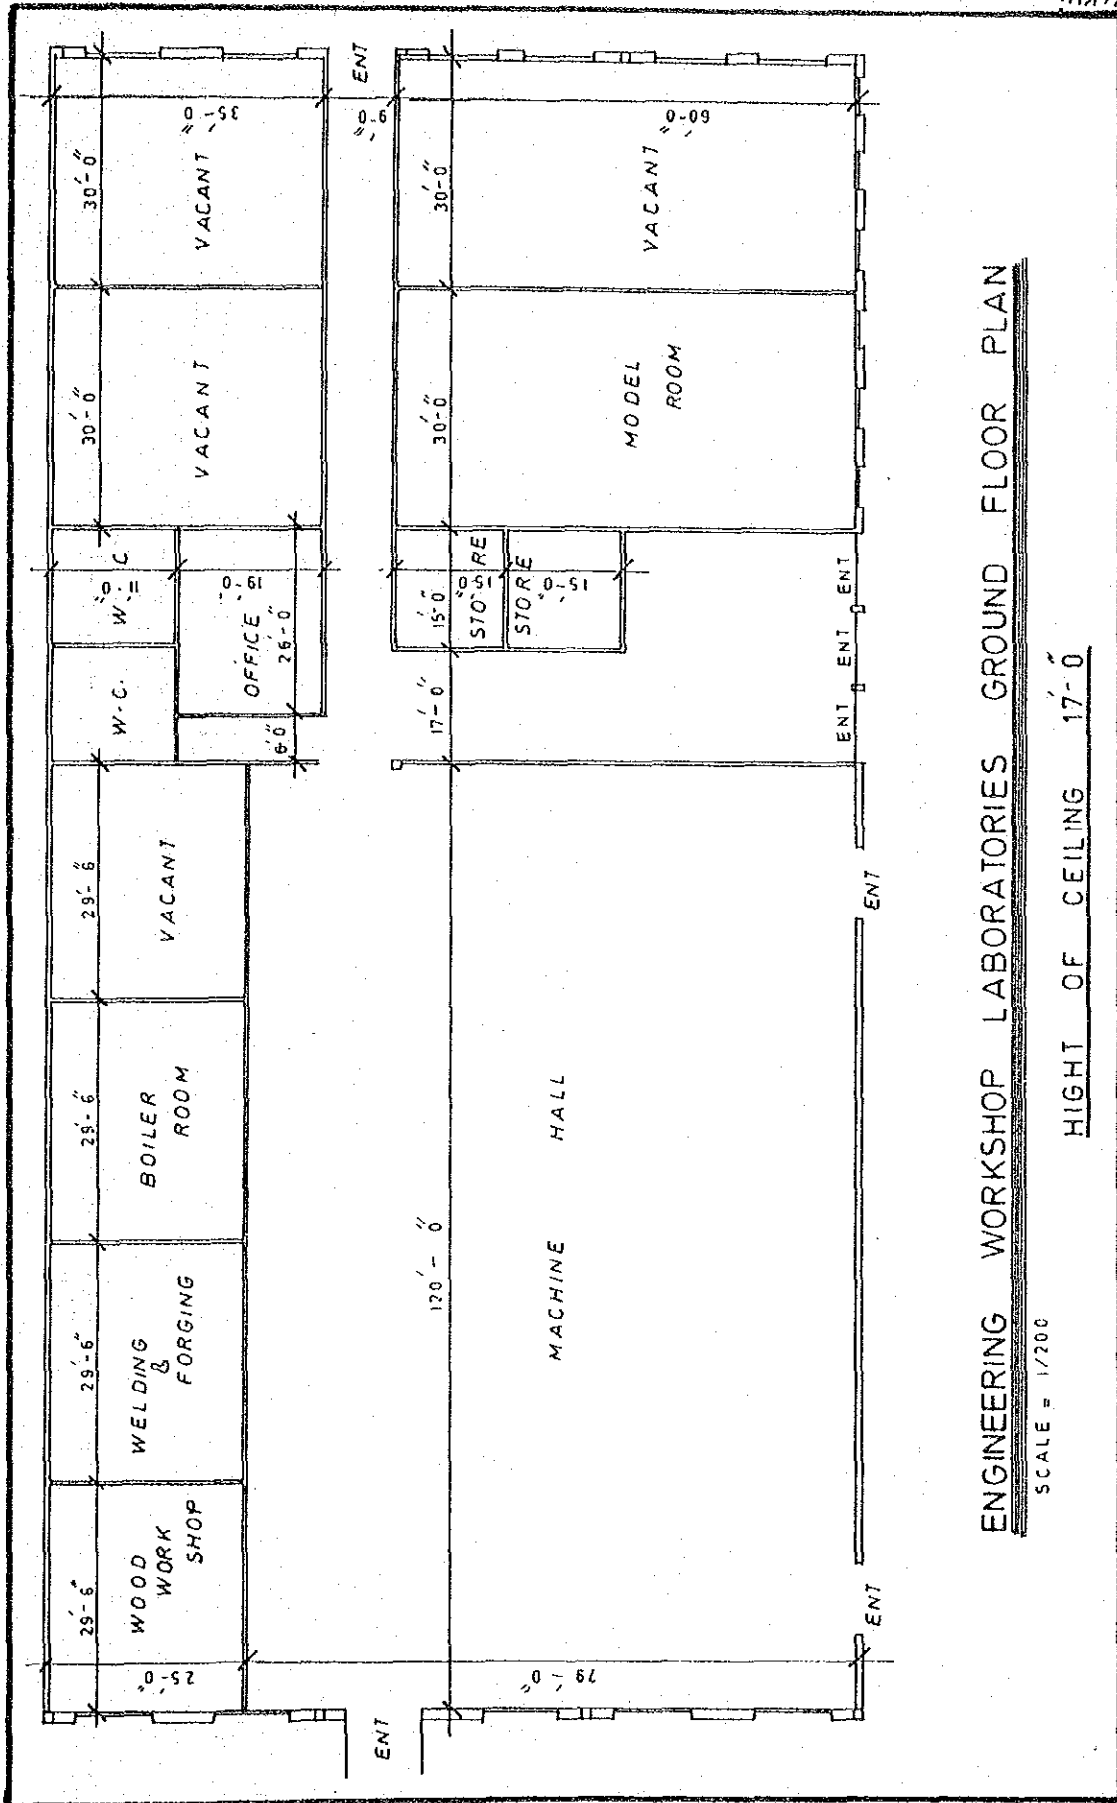 29'-6"
29'-6"
29'-6"
29'-6
30'-0"
30'-0"
WOOD
WORK
SHOP
WELDING
&
FORGING
BOILER
ROOM
VACANT
W.C.
W.C
VACANT
VACANT
25'-0"
11'-0"
19'-0"
35'-0"
OFFICE
26'-0"
6'0"
ENT
ENT
9'-0"
120'-0"
17'-0"
15'-0
30'-0"
30'-0"
79'-0"
MACHINE HALL
STORE
15'-0"
STORE
15'-0"
MODEL
ROOM
VACANT
60'-0"
ENT ENT ENT ENT
ENT
ENT
ENGINEERING WORKSHOP LABORATORIES GROUND FLOOR PLAN
SCALE = 1/200
HIGHT OF CEILING 17'-0"